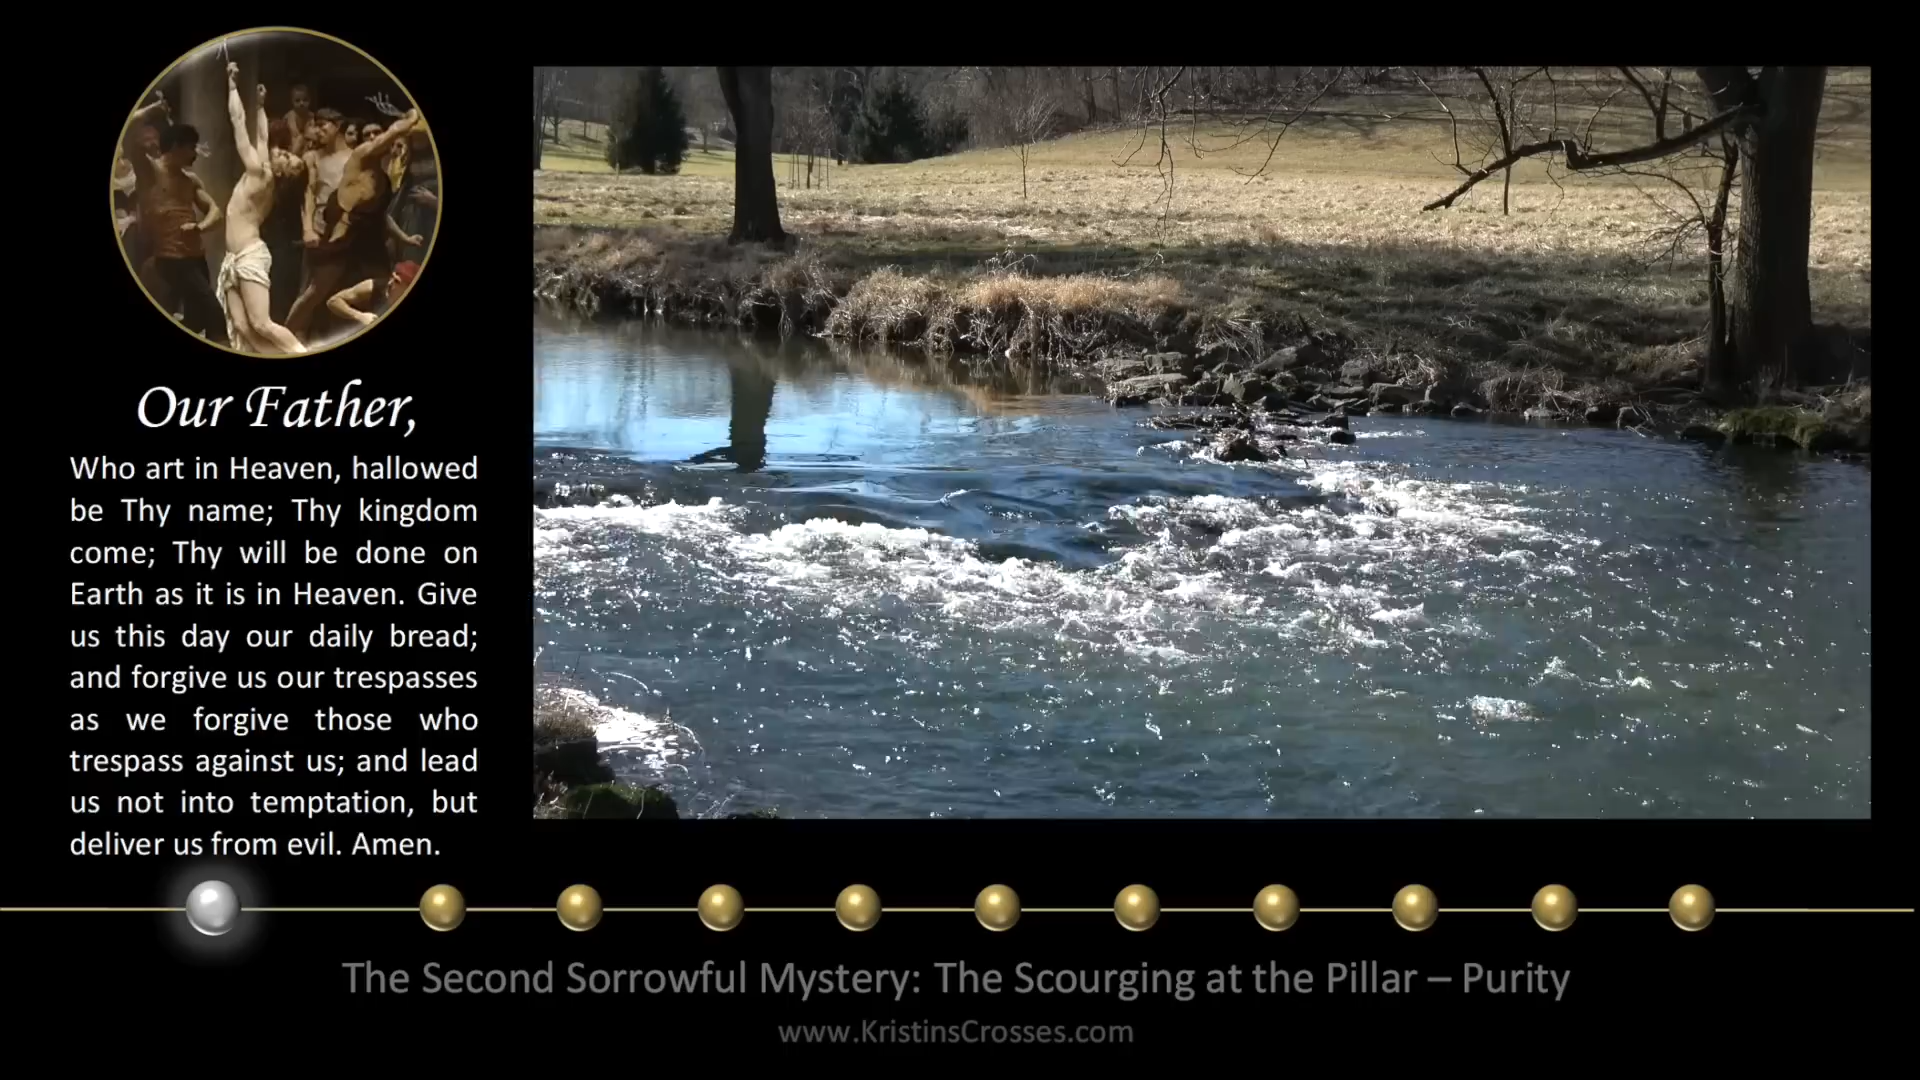 Our Father,
Who art in Heaven, hallowed
be Thy name; Thy kingdom
come; Thy will be done on
Earth as it is in Heaven. Give
us this day our daily bread;
and forgive us our trespasses
as we forgive those who
trespass against us; and lead
us not into temptation, but
deliver us from evil. Amen.
The Second Sorrowful Mystery: The Scourging at the Pillar – Purity
www.KristinsCrosses.com